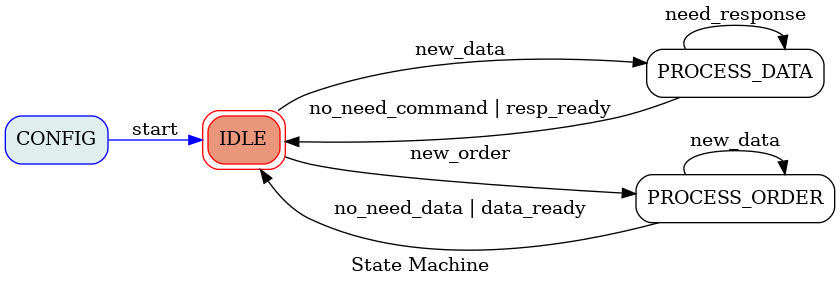 need_response
new_data
PROCESS_DATA
no_need_command | resp_ready
CONFIG
start
IDLE
new_order
new_data
PROCESS_ORDER
no_need_data | data_ready
State Machine